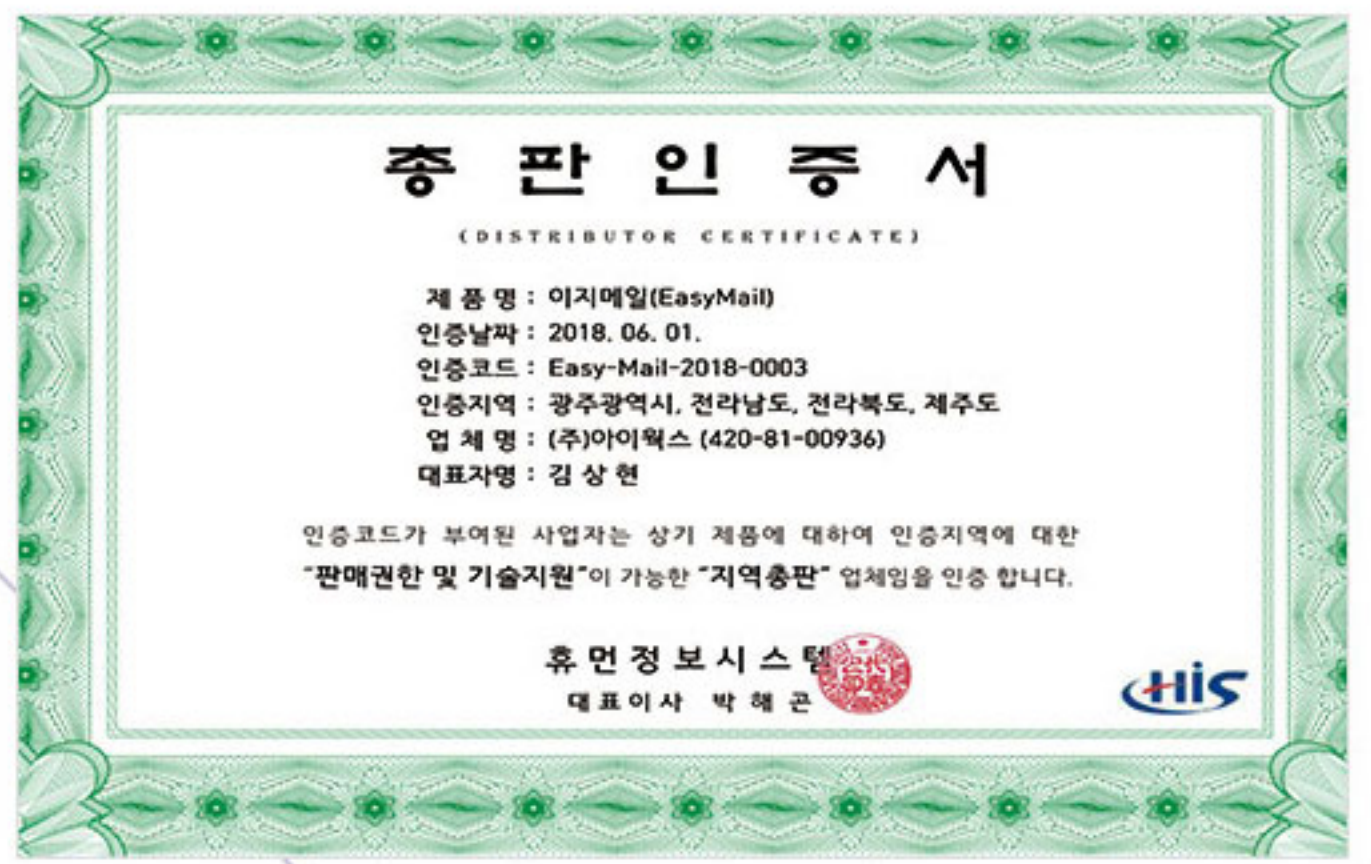 총 판 인 증 서
(DISTRIBUTOR CERTIFICATE)
제 품 명 : 이지메일(EasyMail)
인증날짜 : 2018. 06. 01.
인증코드 : Easy-Mail-2018-0003
인증지역 : 광주광역시, 전라남도, 전라북도, 제주도
업 체 명 : (주)아이웍스 (420-81-00936)
대표자명 : 김 상 현
인증코드가 부여된 사업자는 상기 제품에 대하여 인증지역에 대한
"판매권한 및 기술지원"이 가능한 "지역총판" 업체임을 인증 합니다.
휴먼정보시스템
대표이사 박 해 곤
HiS